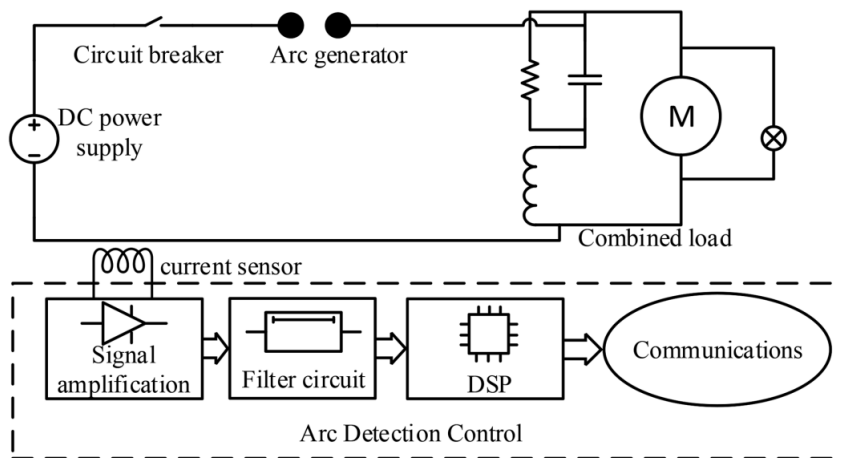 Circuit breaker
Arc generator
DC power
supply
M
Combined load
current sensor
Signal
amplification
Filter circuit
DSP
Communications
Arc Detection Control